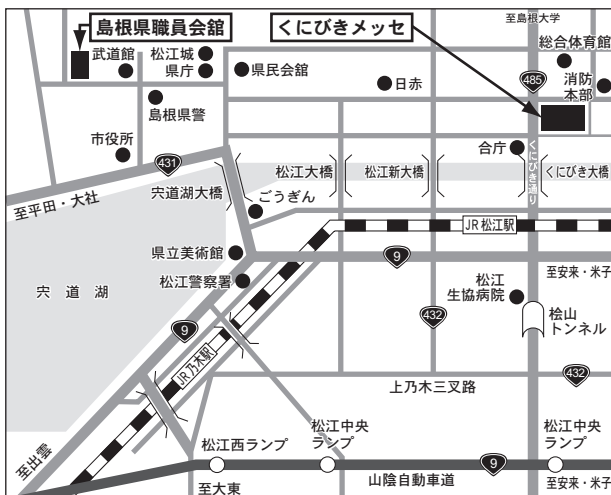 至島根大学
島根県職員会舘
くにびきメッセ
総合体育館
武道館
松江城
県庁
県民会館
日赤
485
消防
本部
島根県警
市役所
合庁
くにびき通り
431
松江大橋
松江新大橋
くにびき大橋
宍道湖大橋
ごうぎん
至平田・大社
JR 松江駅
県立美術館
9
至安来・米子
松江警察署
宍道湖
松江
生協病院
432
桧山
トンネル
9
JR 乃木駅
432
上乃木三叉路
至出雲
松江西ランプ
松江中央
ランプ
松江中央
ランプ
9
至大東
山陰自動車道
至安来・米子